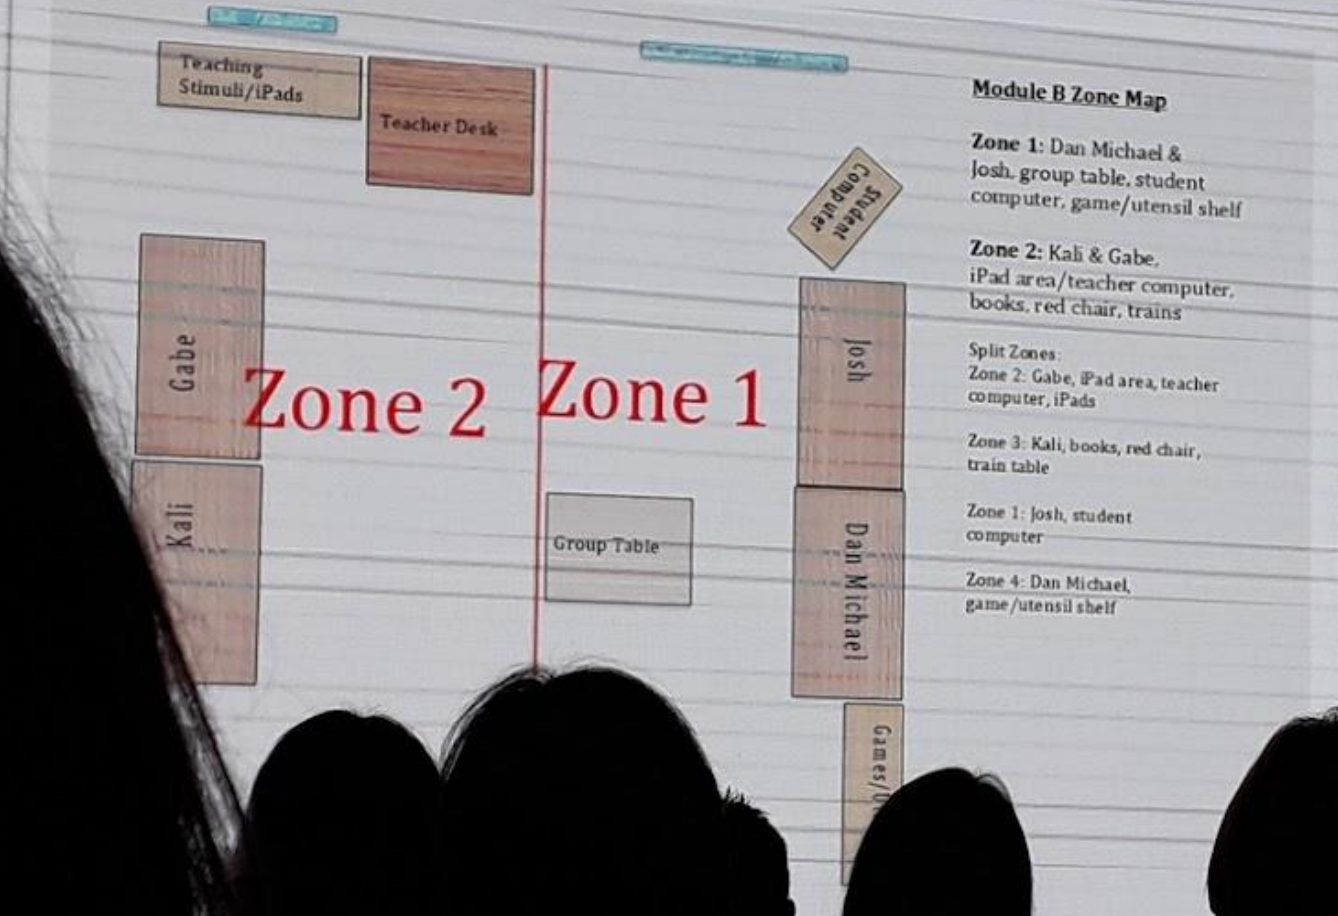 Teaching
Stimuli/iPads
Teacher Desk
Student
Computer
Gabe
Zone 2
Zone 1
Josh
Kali
Group Table
Dan Michael
Module B Zone Map
Zone 1: Dan Michael &
Josh, group table, student
computer, game/utensil shelf
Zone 2: Kali & Gabe,
iPad area/teacher computer,
books, red chair, trains
Split Zones:
Zone 2: Gabe, iPad area, teacher
computer, iPads
Zone 3: Kali, books, red chair,
train table
Zone 1: Josh, student
computer
Zone 4: Dan Michael,
game/utensil shelf
Games/